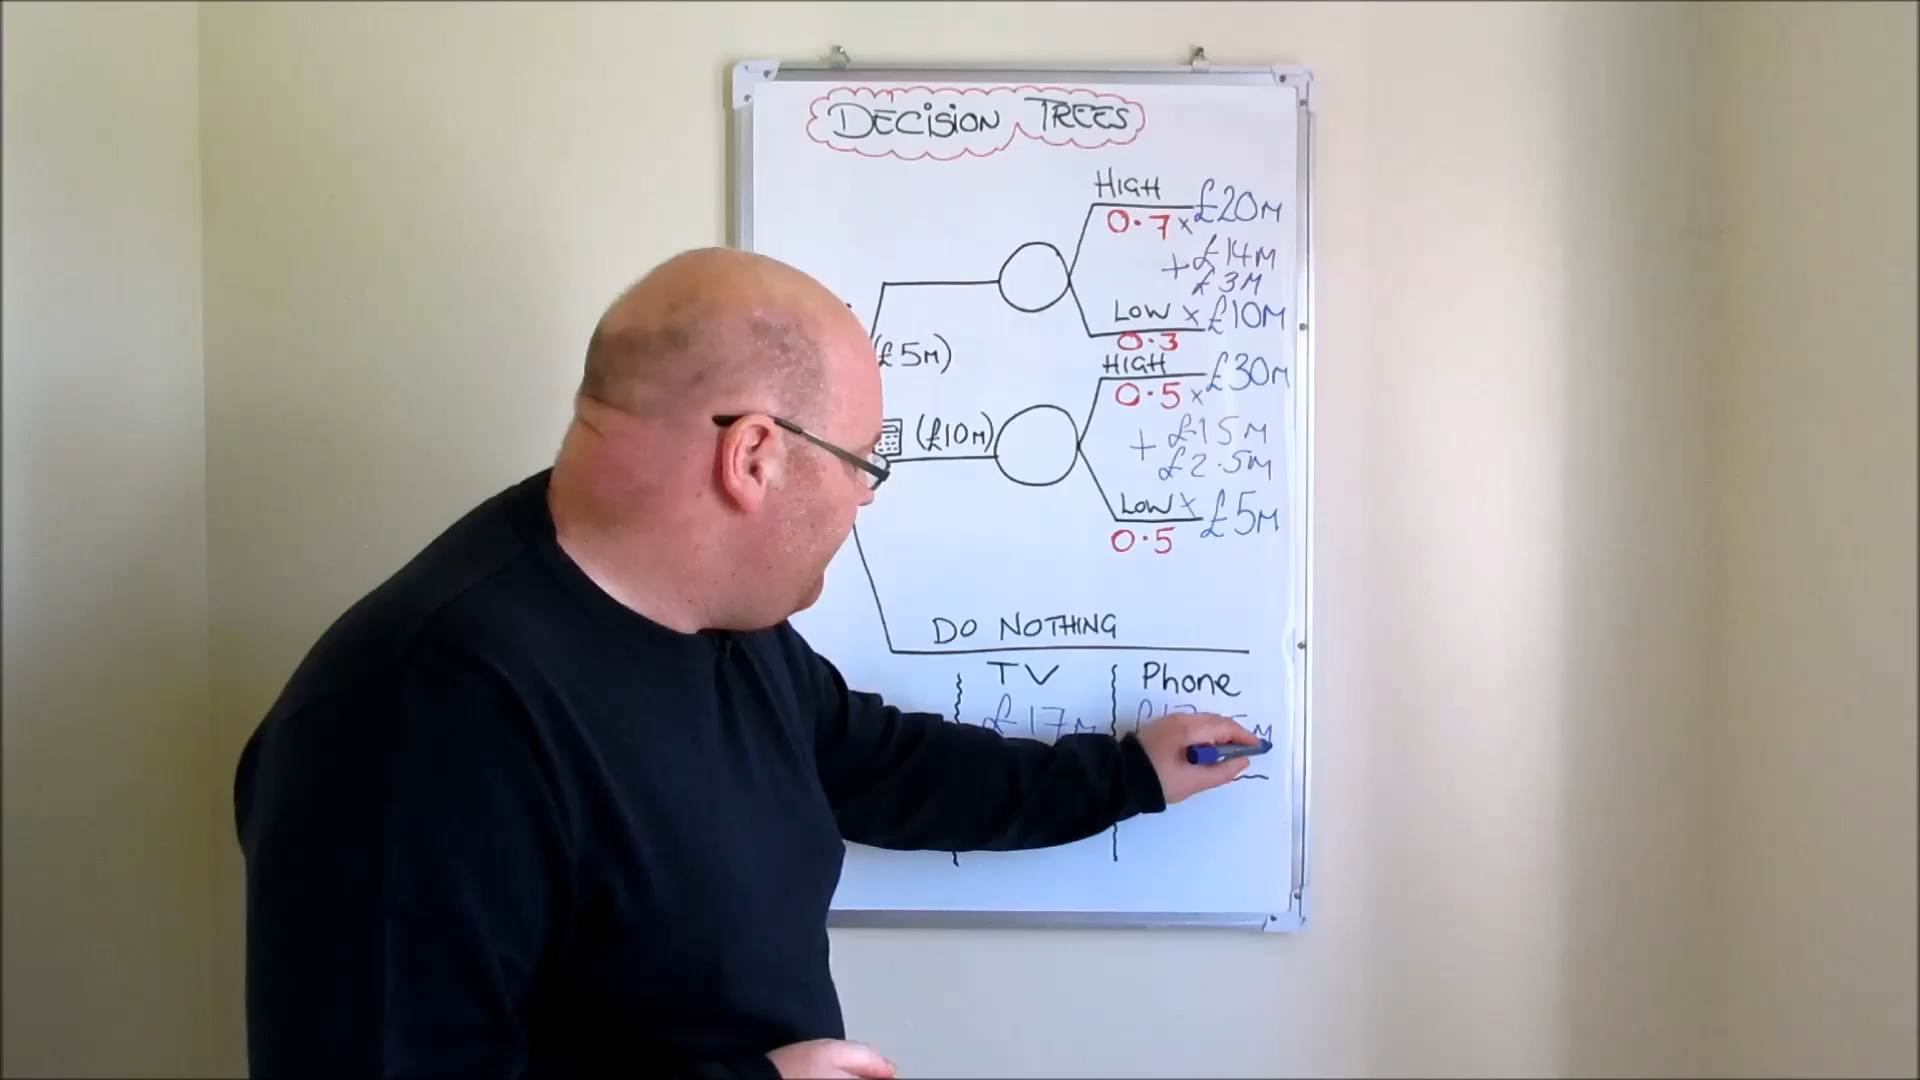 DECISION TREES
HIGH
0.7 x £20M
+ £14M
£3M
LOW x £10M
0.3
(£5M)
HIGH
0.5 x £30M
(£10M)
+ £15M
£2.5M
LOW x £5M
0.5
DO NOTHING
TV
Phone
£17M